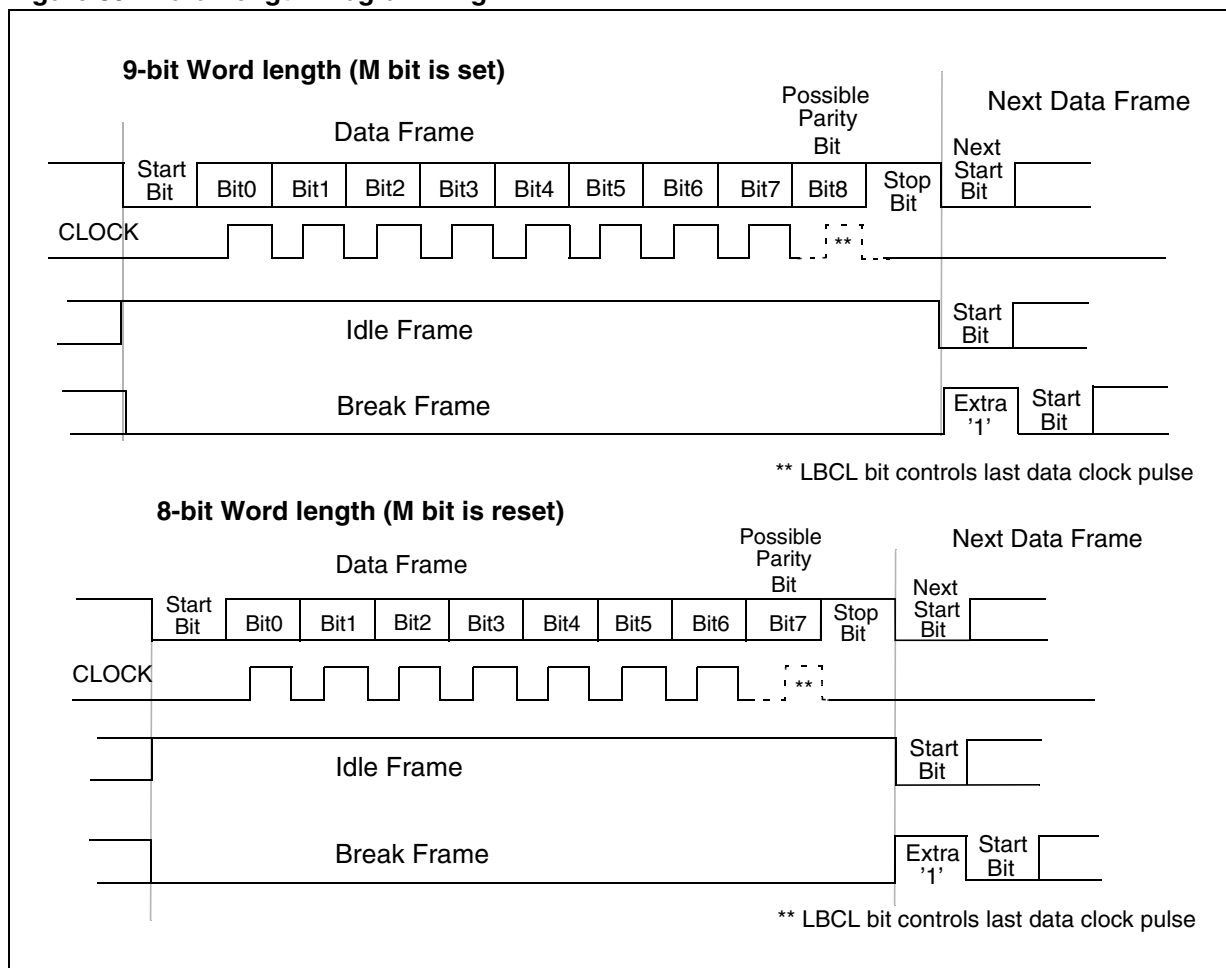 9-bit Word length (M bit is set)
Possible
Parity
Bit
Next Data Frame
Data Frame
Start
Bit
Bit0 Bit1 Bit2 Bit3 Bit4 Bit5 Bit6 Bit7 Bit8
Stop
Bit
Next
Start
Bit
CLOCK
**
Idle Frame
Start
Bit
Break Frame
Extra
'1'
Start
Bit
** LBCL bit controls last data clock pulse
8-bit Word length (M bit is reset)
Possible
Parity
Bit
Next Data Frame
Data Frame
Start
Bit
Bit0 Bit1 Bit2 Bit3 Bit4 Bit5 Bit6 Bit7
Stop
Bit
Next
Start
Bit
CLOCK
**
Idle Frame
Start
Bit
Break Frame
Extra
'1'
Start
Bit
** LBCL bit controls last data clock pulse